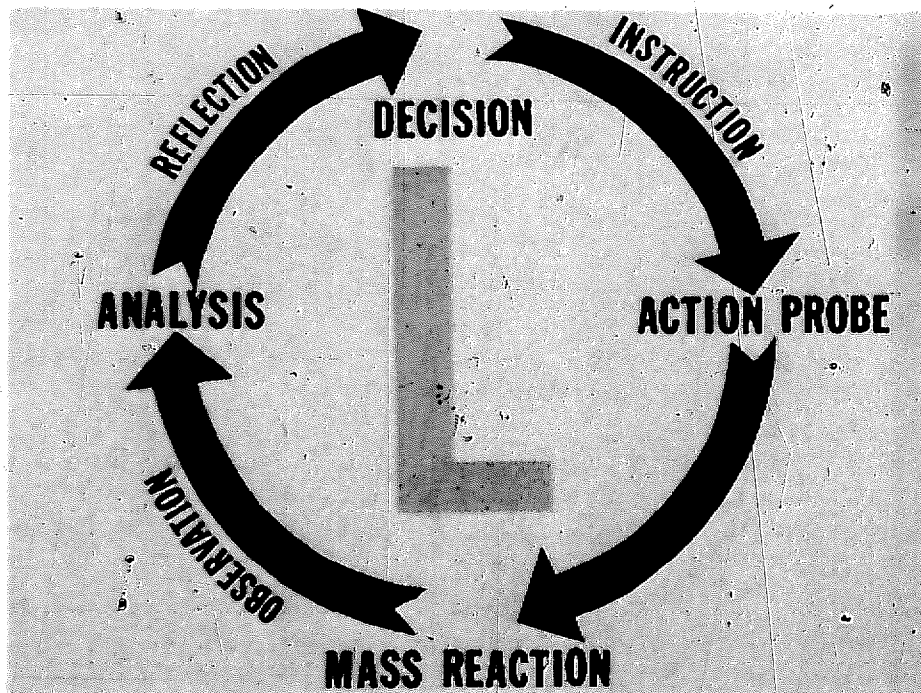 DECISION
INSTRUCTION
ACTION PROBE
MASS REACTION
OBSERVATION
ANALYSIS
REFLECTION
L